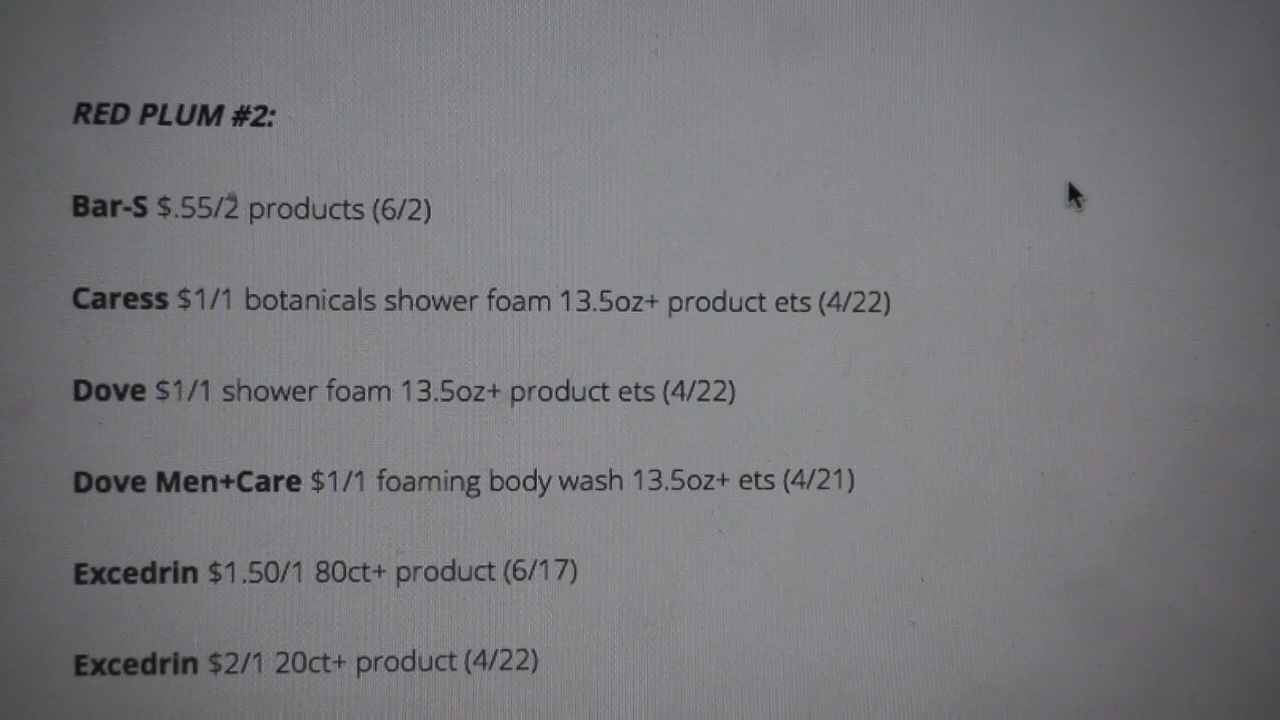 RED PLUM #2:
Bar-S $.55/2 products (6/2)
Caress $1/1 botanicals shower foam 13.5oz+ product ets (4/22)
Dove $1/1 shower foam 13.5oz+ product ets (4/22)
Dove Men+Care $1/1 foaming body wash 13.5oz+ ets (4/21)
Excedrin $1.50/1 80ct+ product (6/17)
Excedrin $2/1 20ct+ product (4/22)